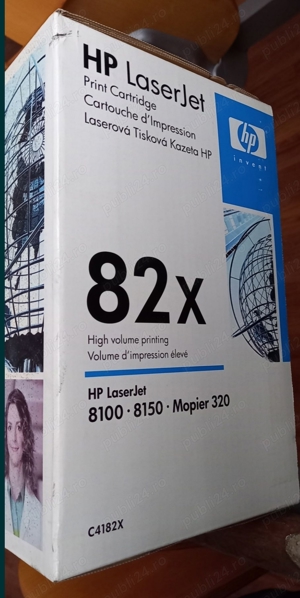 HP LaserJet
Print Cartridge
Cartouche d'Impression
Laserová Tisková Kazeta HP
hp
invent
82X
High volume printing
Volume d'impression élevé
HP LaserJet
8100 · 8150 · Mopier 320
C4182X